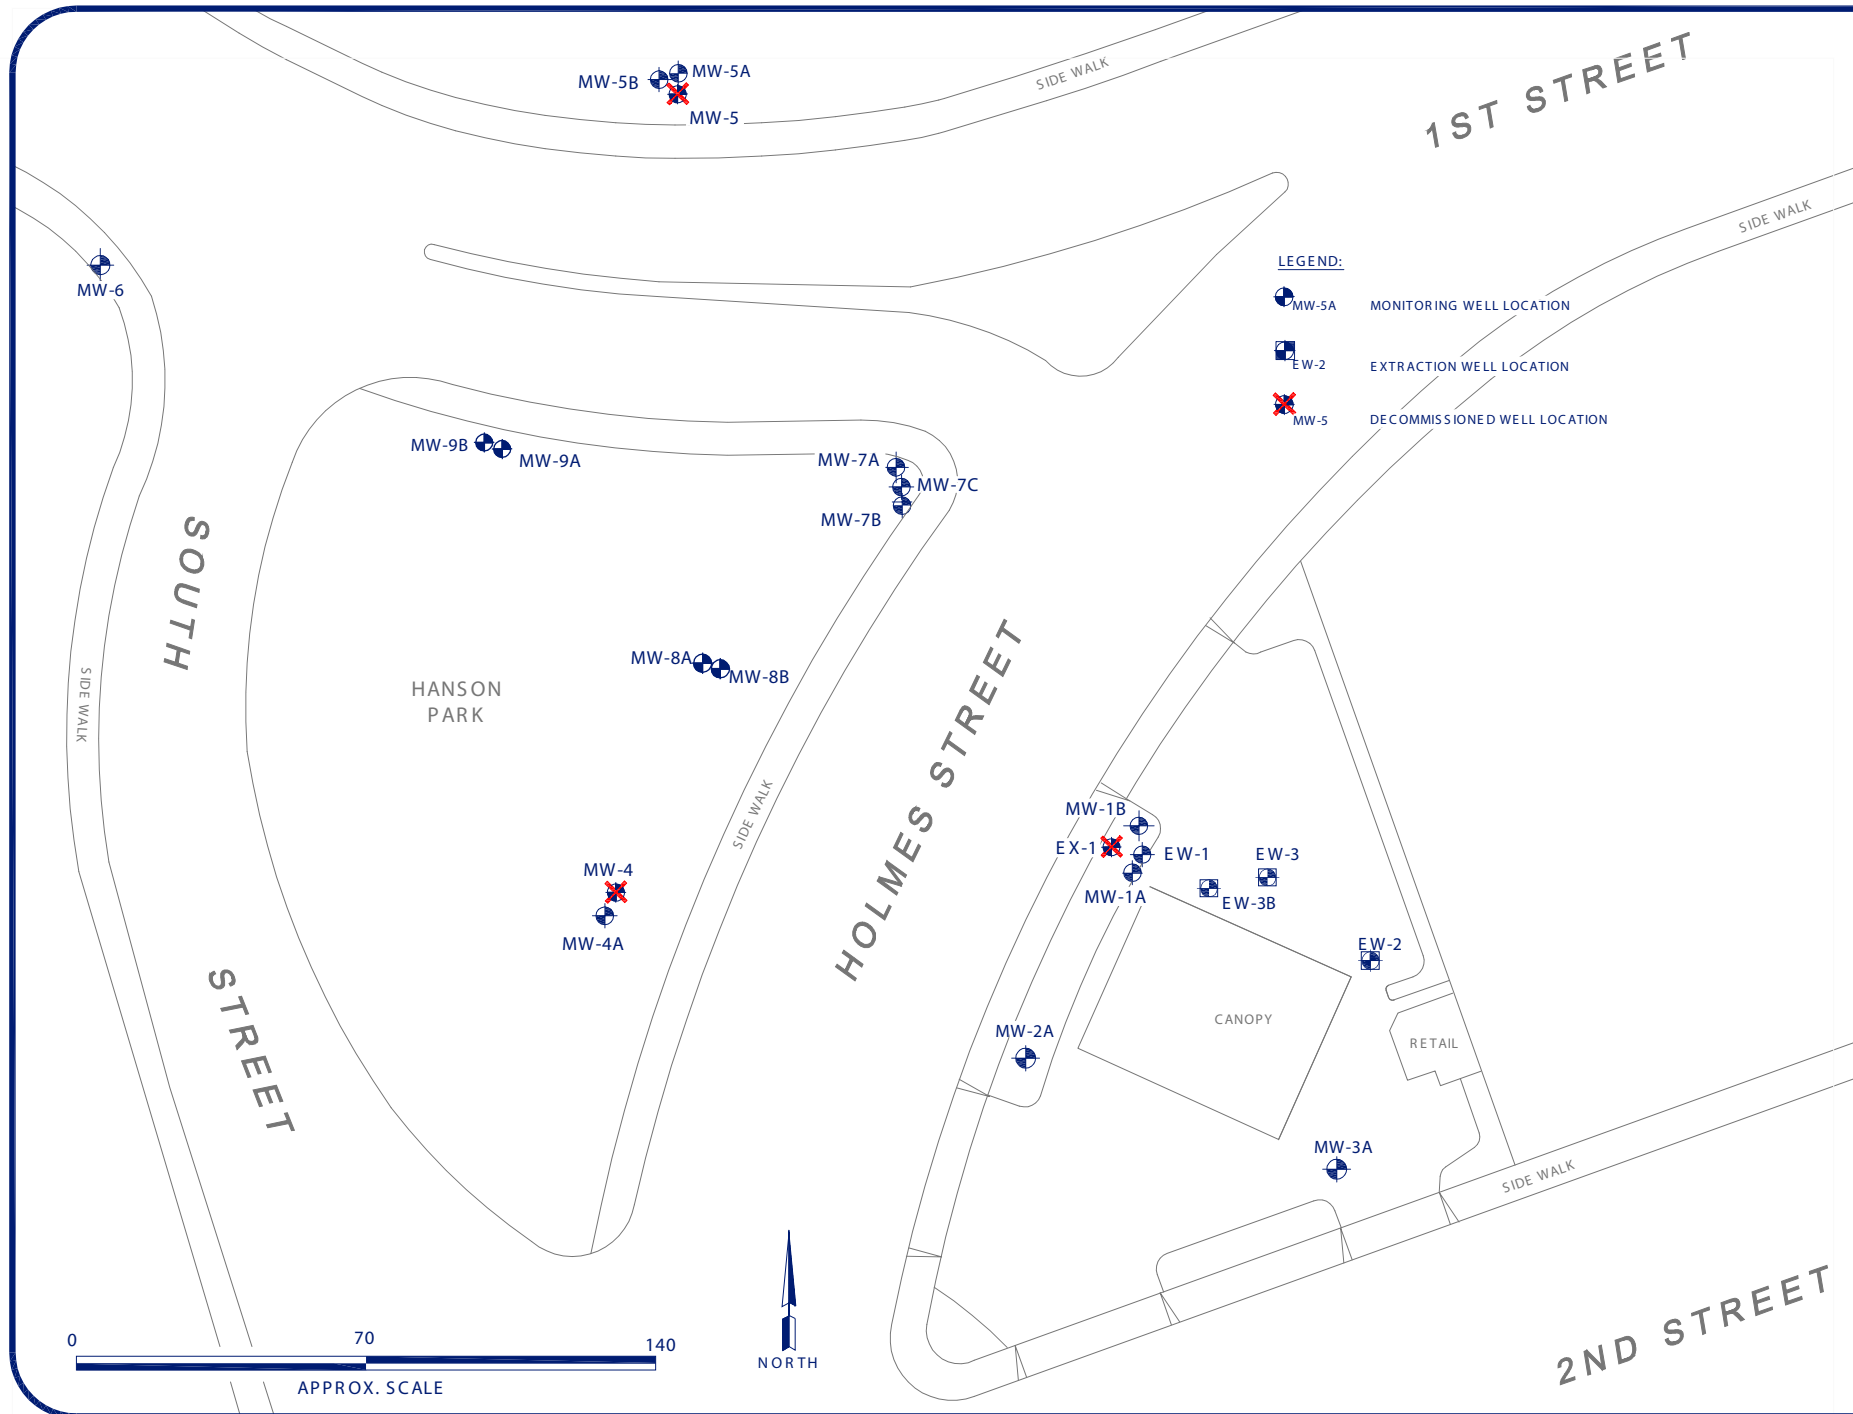 MW-5B
MW-5A
MW-5
SIDE WALK
1ST STREET
SIDE WALK
MW-6
LEGEND:
MW-5A MONITORING WELL LOCATION
EW-2 EXTRACTION WELL LOCATION
MW-5 DECOMMISSIONED WELL LOCATION
MW-9B
MW-9A
MW-7A
MW-7C
MW-7B
SOUTH
STREET
SIDE WALK
MW-8A
MW-8B
HANSON
PARK
HOLMES STREET
SIDE WALK
MW-4
MW-4A
MW-1B
EX-1
EW-1
EW-3
MW-1A
EW-3B
EW-2
MW-2A
CANOPY
RETAIL
MW-3A
SIDE WALK
2ND STREET
0 70 140
APPROX. SCALE
NORTH